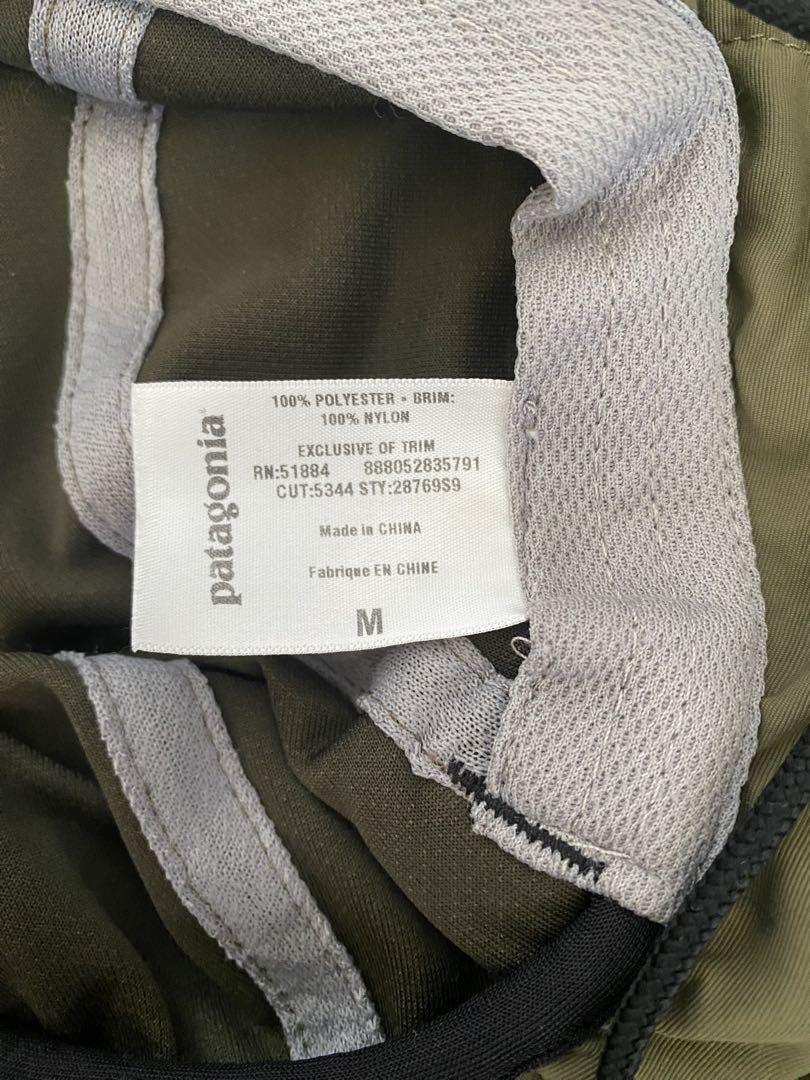 patagonia®
100% POLYESTER • BRIM:
100% NYLON
EXCLUSIVE OF TRIM
RN:51884 888052835791
CUT:5344 STY:28769S9
Made in CHINA
Fabrique EN CHINE
M